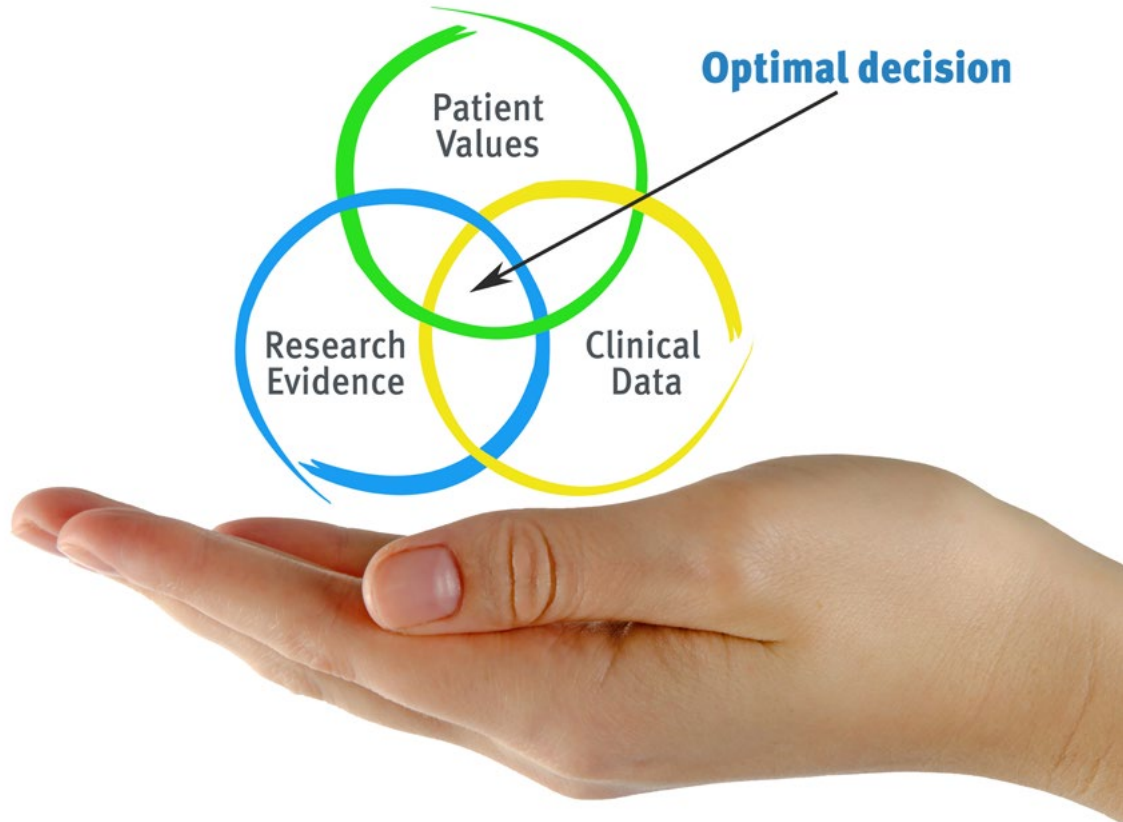 Optimal decision
Patient
Values
Research
Evidence
Clinical
Data